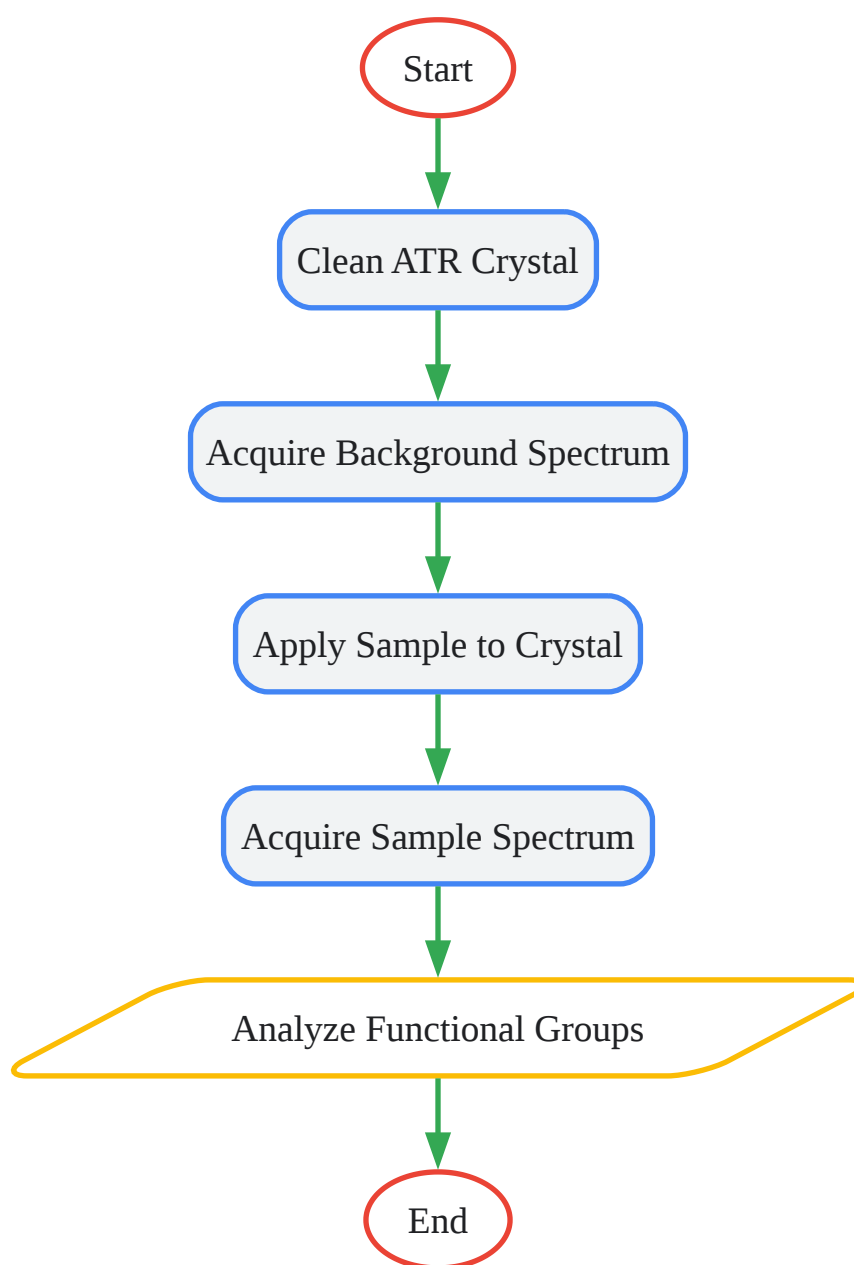 Start
Clean ATR Crystal
Acquire Background Spectrum
Apply Sample to Crystal
Acquire Sample Spectrum
Analyze Functional Groups
End